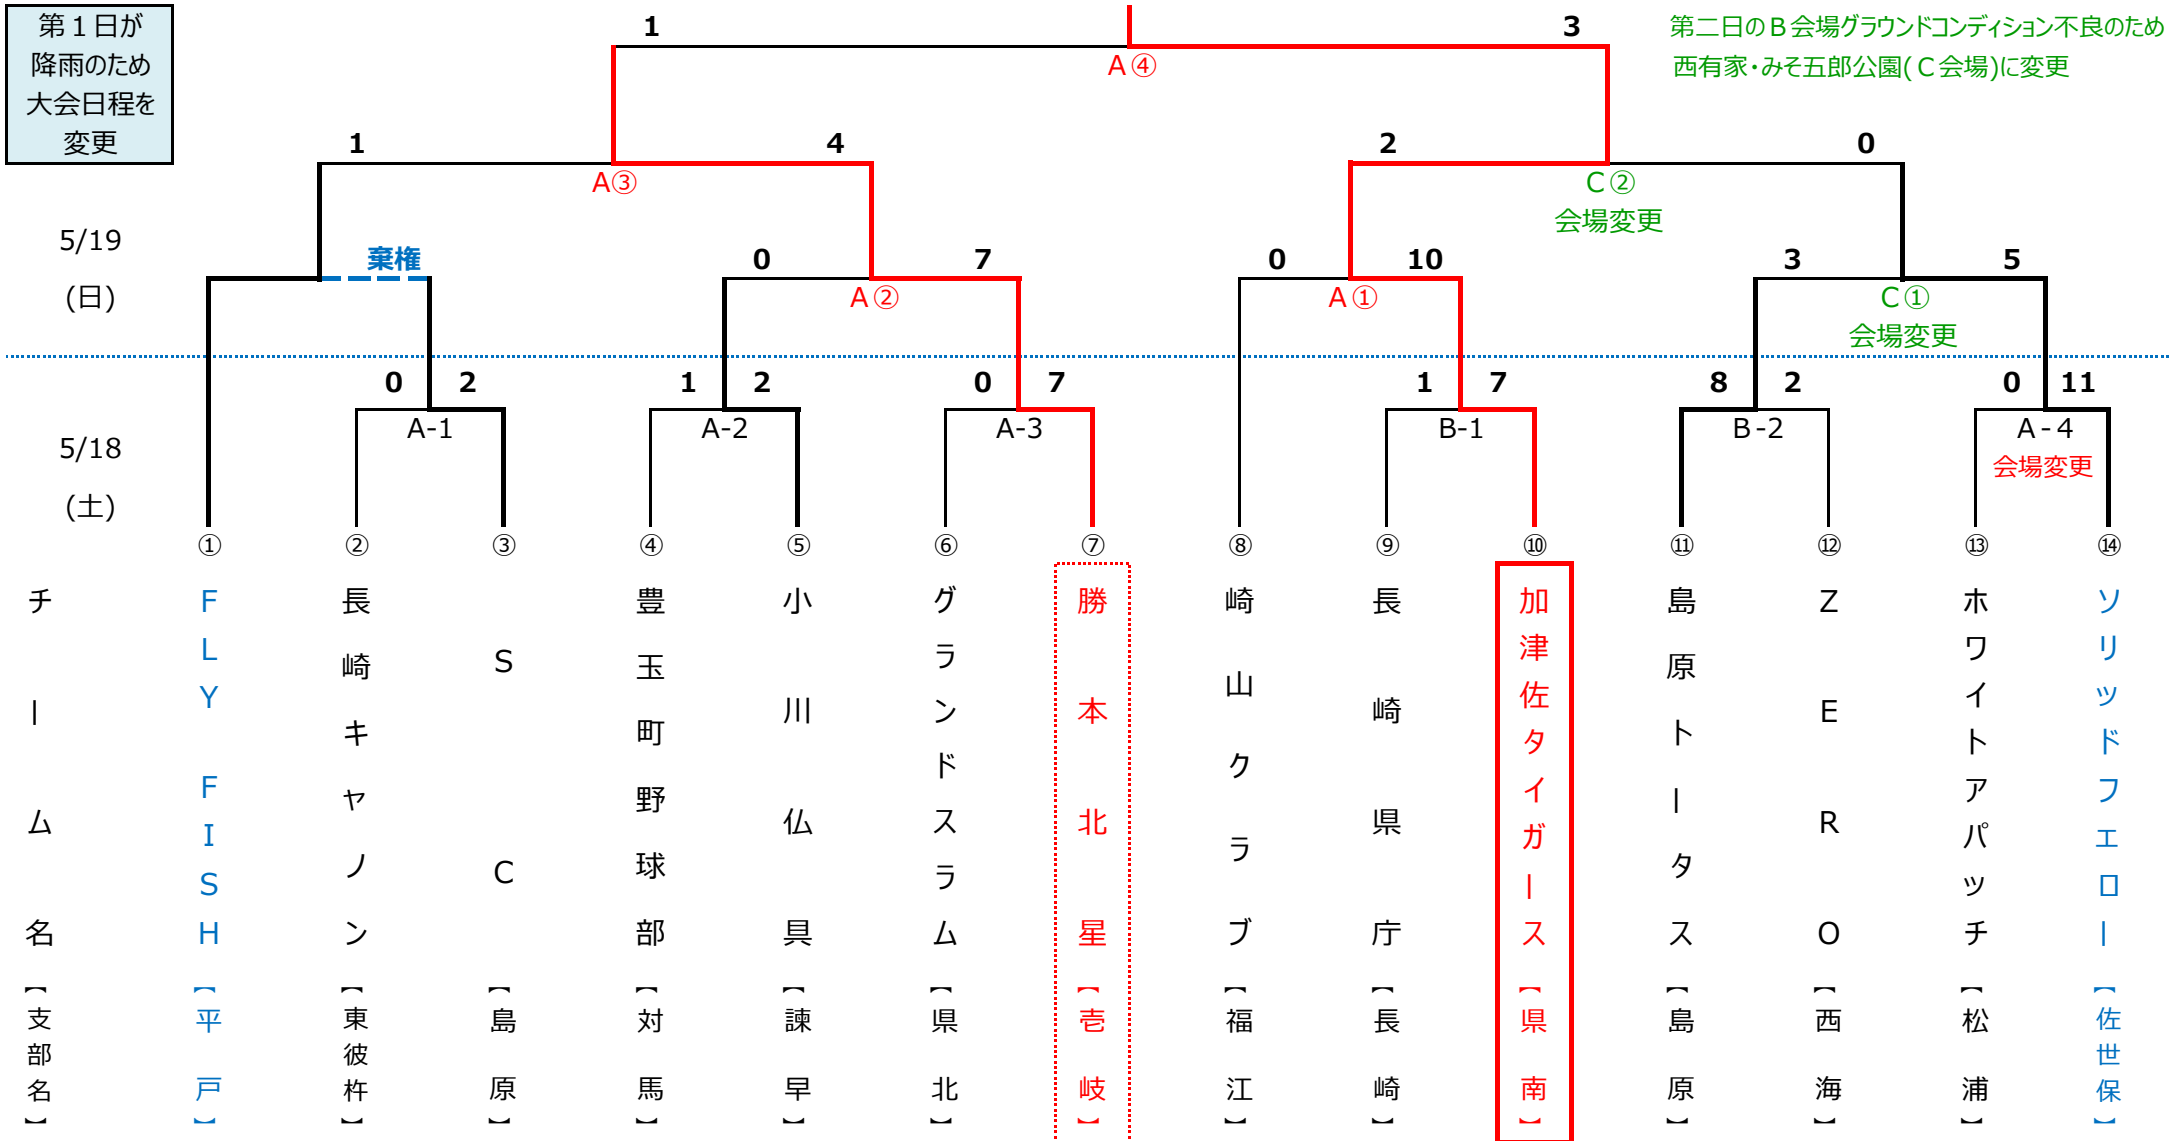 第１日が
降雨のため
大会日程を
変更
第二日のＢ会場グラウンドコンディション不良のため
西有家・みそ五郎公園(Ｃ会場)に変更
1 3
A④
1 4 2 0
A③ C②
会場変更
5/19
(日)
棄権
0 7 0 10 3 5
A② A① C①
会場変更
0 2 1 2 0 7 1 7 8 2 0 11
A-1 A-2 A-3 B-1 B-2 A-4
会場変更
5/18
(土)
① ② ③ ④ ⑤ ⑥ ⑦ ⑧ ⑨ ⑩ ⑪ ⑫ ⑬ ⑭
チーム名【支部名】
ＦＬＹ ＦＩＳＨ【平戸】
長崎キャノン【東彼杵】
ＳＣ【島原】
豊玉町野球部【対馬】
小川仏具【諫早】
グランドスラム【県北】
勝本北星【壱岐】
崎山クラブ【福江】
長崎県庁【長崎】
加津佐タイガース【県南】
島原トータス【島原】
ＺＥＲＯ【西海】
ホワイトアパッチ【松浦】
ソリッドフェロー【佐世保】